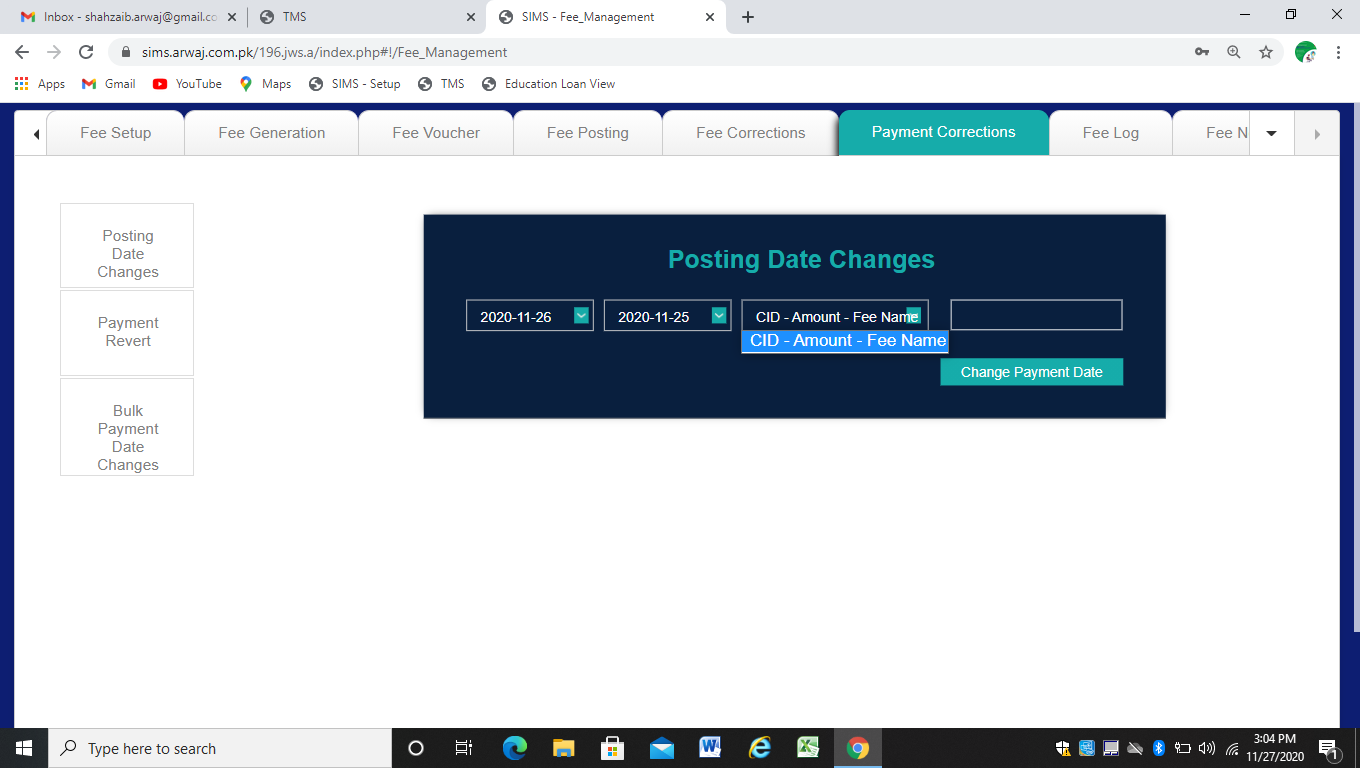 Inbox - shahzaib.arwaj@gmail.co
TMS
SIMS - Fee_Management
sims.arwaj.com.pk/196.jws.a/index.php#!/Fee_Management
Apps
Gmail
YouTube
Maps
SIMS - Setup
TMS
Education Loan View
Fee Setup
Fee Generation
Fee Voucher
Fee Posting
Fee Corrections
Payment Corrections
Fee Log
Fee N
Posting
Date
Changes
Payment
Revert
Bulk
Payment
Date
Changes
Posting Date Changes
2020-11-26
2020-11-25
CID - Amount - Fee Name
CID - Amount - Fee Name
Change Payment Date
Type here to search
3:04 PM
11/27/2020
1